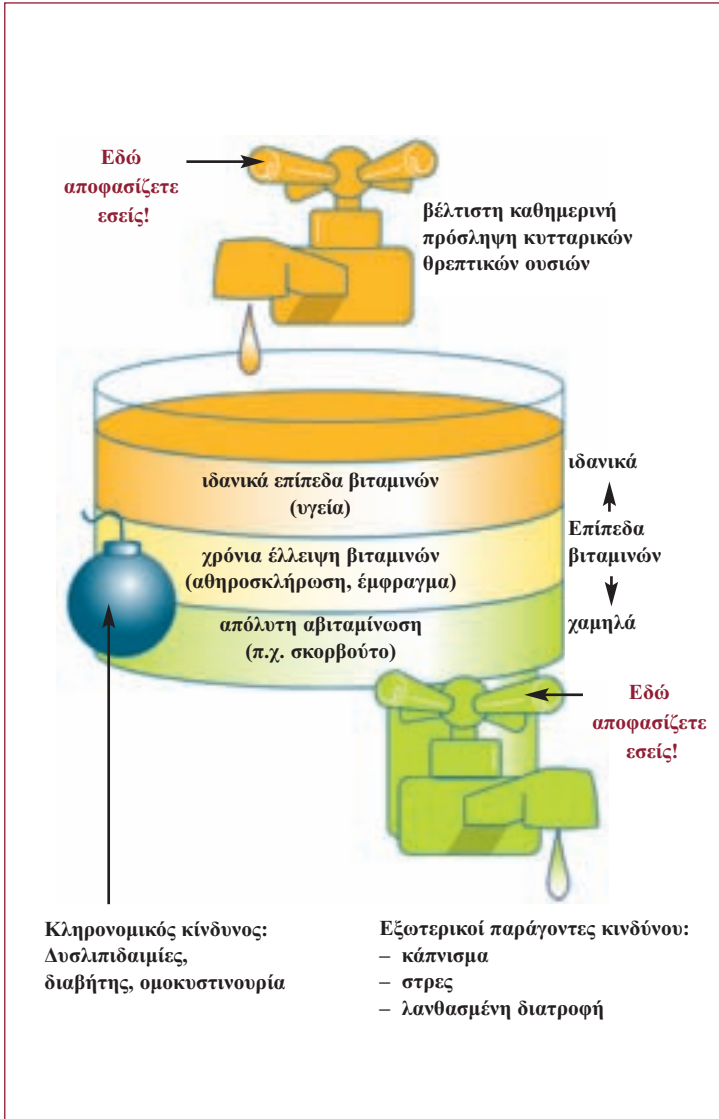 Εδώ
αποφασίζετε
εσείς!
βέλτιστη καθημερινή
πρόσληψη κυτταρικών
θρεπτικών ουσιών
ιδανικά επίπεδα βιταμινών
(υγεία)
χρόνια έλλειψη βιταμινών
(αθηροσκλήρωση, έμφραγμα)
απόλυτη αβιταμίνωση
(π.χ. σκορβούτο)
ιδανικά
Επίπεδα
βιταμινών
χαμηλά
Εδώ
αποφασίζετε
εσείς!
Κληρονομικός κίνδυνος:
Δυσλιπιδαιμίες,
διαβήτης, ομοκυστινουρία
Εξωτερικοί παράγοντες κινδύνου:
– κάπνισμα
– στρες
– λανθασμένη διατροφή